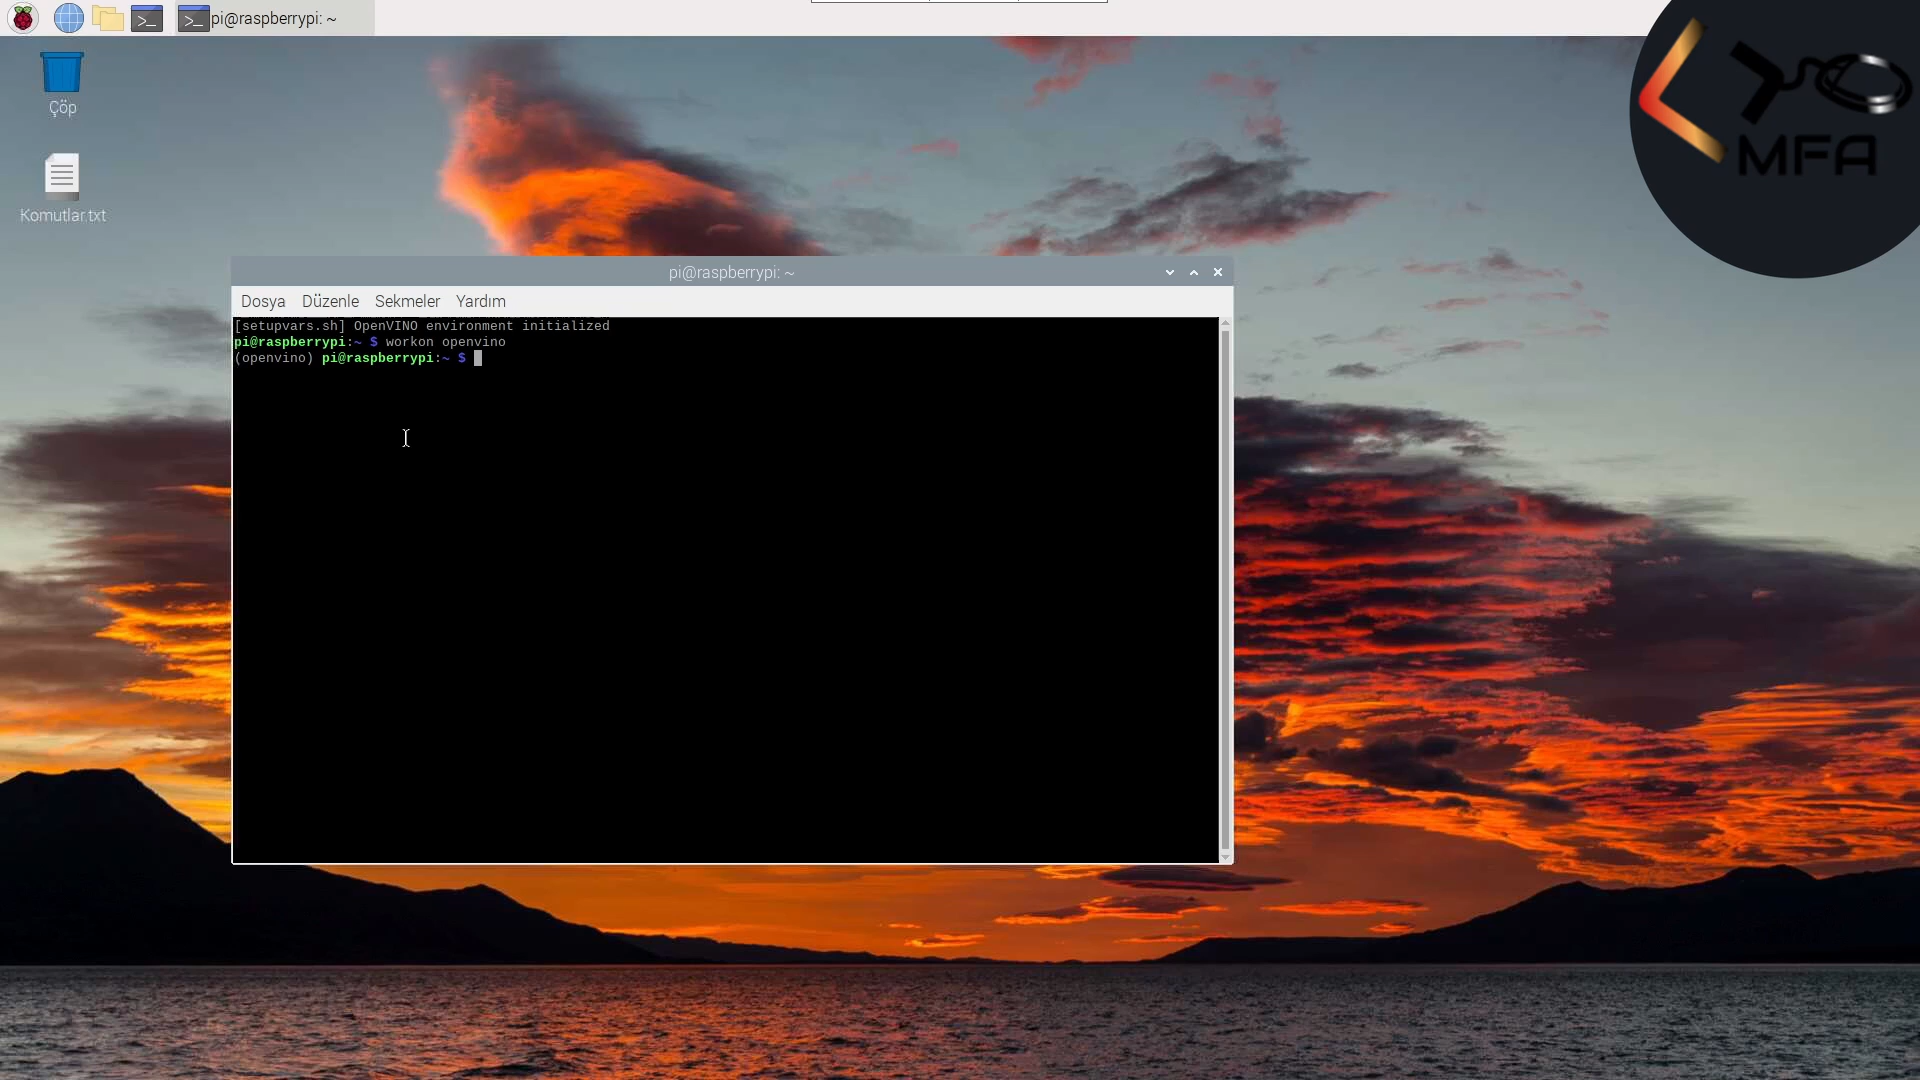 pi@raspberrypi: ~
MFA
Çöp
Komutlar.txt
pi@raspberrypi: ~
Dosya Düzenle Sekmeler Yardım
[setupvars.sh] OpenVINO environment initialized
pi@raspberrypi:~ $ workon openvino
(openvino) pi@raspberrypi:~ $